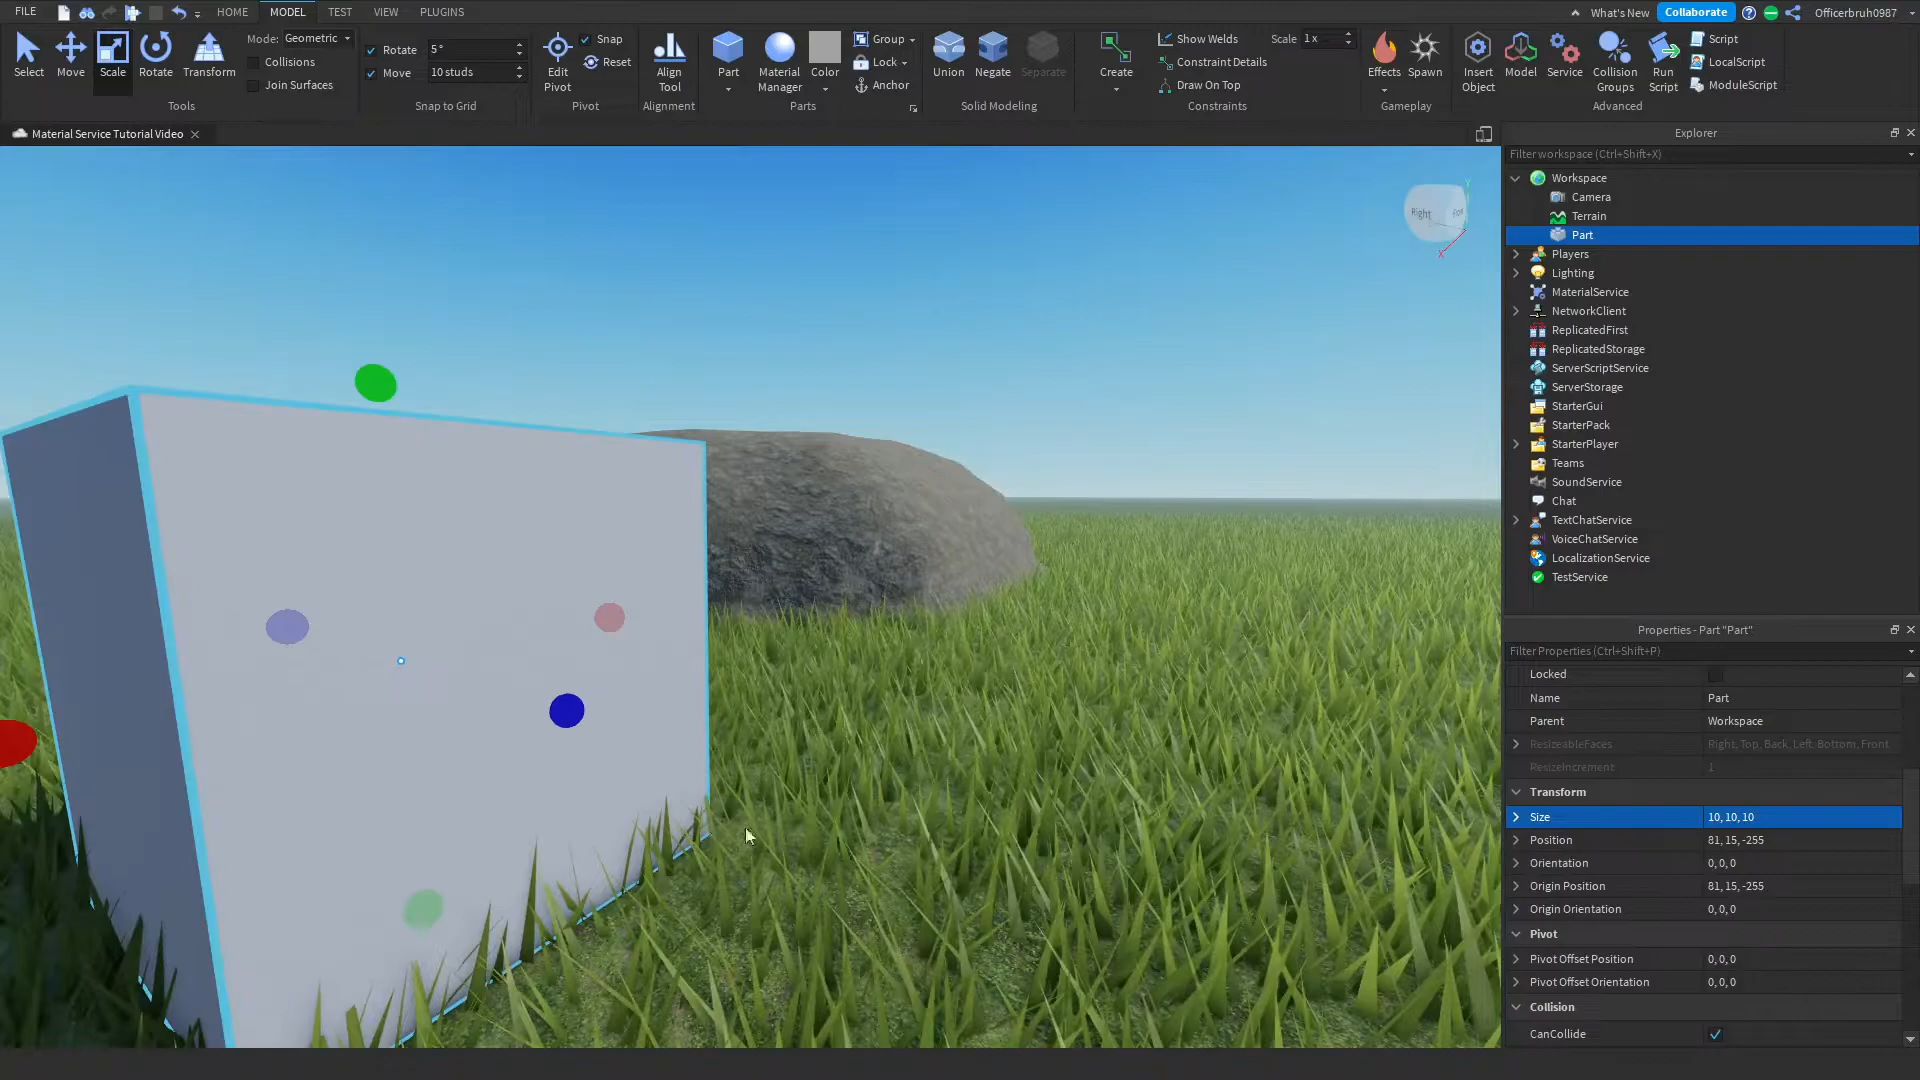 FILE HOME MODEL TEST VIEW PLUGINS What's New Collaborate Officerbruh0987
Select Move Scale Rotate Transform Mode: Geometric Collisions Join Surfaces Tools
Rotate 5° Move 10 studs Snap to Grid
Edit Pivot Snap Reset Pivot
Align Tool Alignment
Part Material Manager Color Group Lock Anchor Parts
Union Negate Separate Solid Modeling
Create Show Welds Scale 1 x Constraint Details Draw On Top Constraints
Effects Spawn Gameplay
Insert Object Model Service Collision Groups Run Script Script LocalScript ModuleScript Advanced
Material Service Tutorial Video
Right
Y
X
Explorer
Filter workspace (Ctrl+Shift+X)
Workspace
Camera
Terrain
Part
Players
Lighting
MaterialService
NetworkClient
ReplicatedFirst
ReplicatedStorage
ServerScriptService
ServerStorage
StarterGui
StarterPack
StarterPlayer
Teams
SoundService
Chat
TextChatService
VoiceChatService
LocalizationService
TestService
Properties - Part "Part"
Filter Properties (Ctrl+Shift+P)
Locked
Name Part
Parent Workspace
ResizeableFaces Right, Top, Back, Left, Bottom, Front
ResizeIncrement 1
Transform
Size 10, 10, 10
Position 81, 15, -255
Orientation 0, 0, 0
Origin Position 81, 15, -255
Origin Orientation 0, 0, 0
Pivot
Pivot Offset Position 0, 0, 0
Pivot Offset Orientation 0, 0, 0
Collision
CanCollide